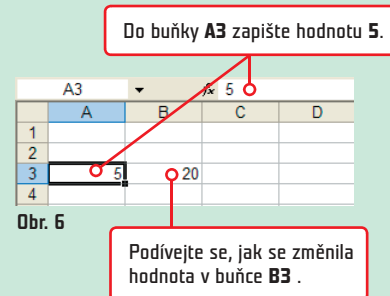 Do buňky A3 zapište hodnotu 5.
A3 fx 5
A B C D
1
2
3 5 20
4
Obr. 6
Podívejte se, jak se změnila
hodnota v buňce B3 .